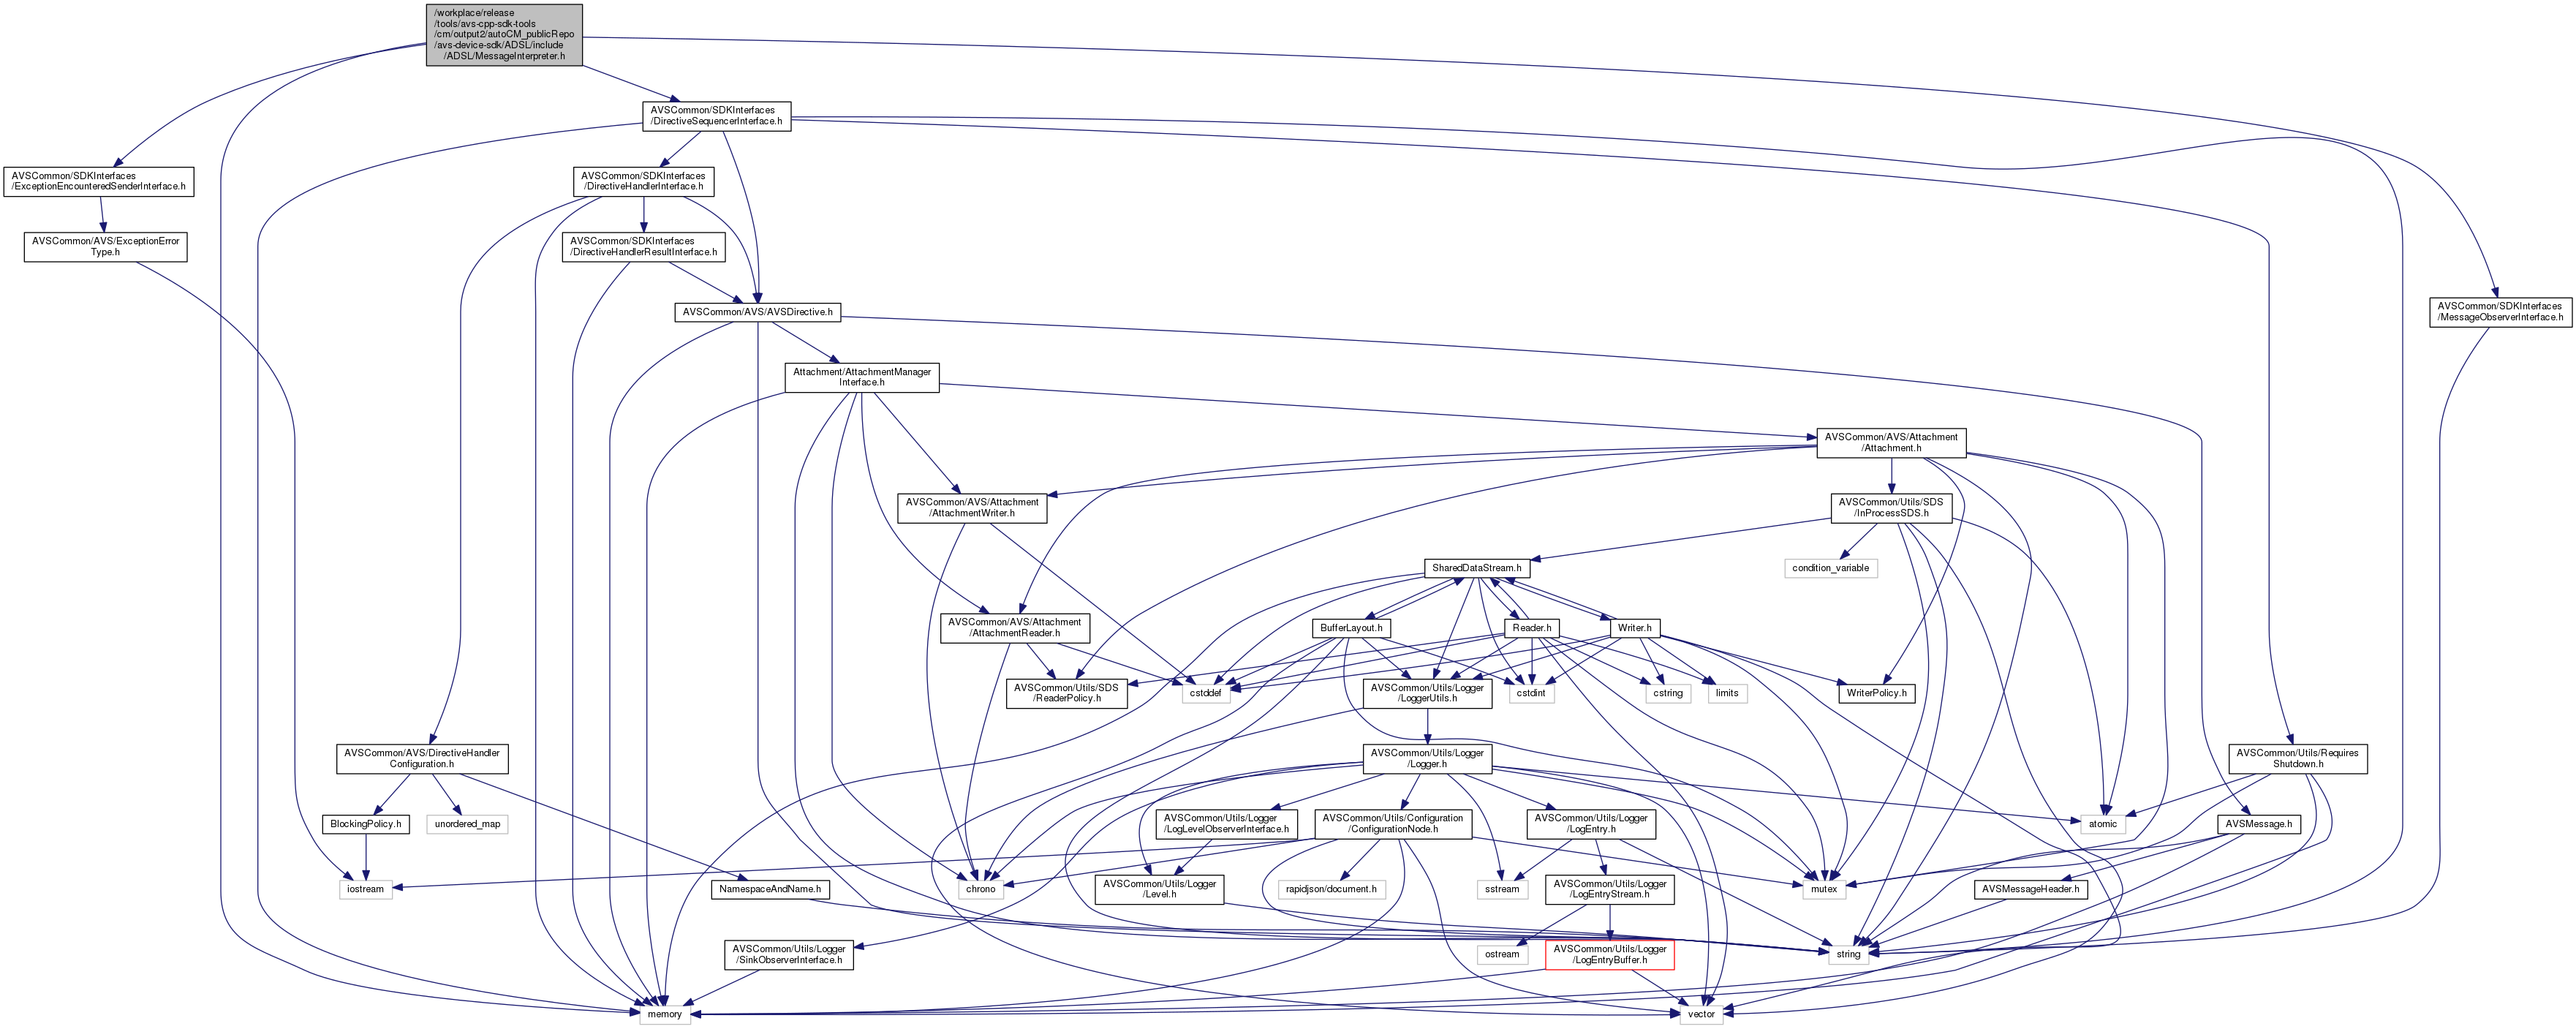 /workplace/release
/tools/avs-cpp-sdk-tools
/cm/output2/autoCM_publicRepo
/avs-device-sdk/ADSL/include
/ADSL/MessageInterpreter.h
AVSCommon/SDKInterfaces
/DirectiveSequencerInterface.h
AVSCommon/SDKInterfaces
/ExceptionEncounteredSenderInterface.h
AVSCommon/SDKInterfaces
/DirectiveHandlerInterface.h
AVSCommon/AVS/ExceptionError
Type.h
AVSCommon/SDKInterfaces
/DirectiveHandlerResultInterface.h
AVSCommon/AVS/AVSDirective.h
AVSCommon/SDKInterfaces
/MessageObserverInterface.h
Attachment/AttachmentManager
Interface.h
AVSCommon/AVS/Attachment
/Attachment.h
AVSCommon/AVS/Attachment
/AttachmentWriter.h
AVSCommon/Utils/SDS
/InProcessSDS.h
SharedDataStream.h
condition_variable
AVSCommon/AVS/Attachment
/AttachmentReader.h
BufferLayout.h
Reader.h
Writer.h
AVSCommon/Utils/SDS
/ReaderPolicy.h
cstddef
AVSCommon/Utils/Logger
/LoggerUtils.h
cstdint
cstring
limits
WriterPolicy.h
AVSCommon/AVS/DirectiveHandler
Configuration.h
AVSCommon/Utils/Logger
/Logger.h
AVSCommon/Utils/Requires
Shutdown.h
BlockingPolicy.h
unordered_map
AVSCommon/Utils/Logger
/LogLevelObserverInterface.h
AVSCommon/Utils/Configuration
/ConfigurationNode.h
AVSCommon/Utils/Logger
/LogEntry.h
atomic
AVSMessage.h
iostream
NamespaceAndName.h
chrono
AVSCommon/Utils/Logger
/Level.h
rapidjson/document.h
sstream
AVSCommon/Utils/Logger
/LogEntryStream.h
mutex
AVSMessageHeader.h
AVSCommon/Utils/Logger
/SinkObserverInterface.h
ostream
AVSCommon/Utils/Logger
/LogEntryBuffer.h
string
memory
vector